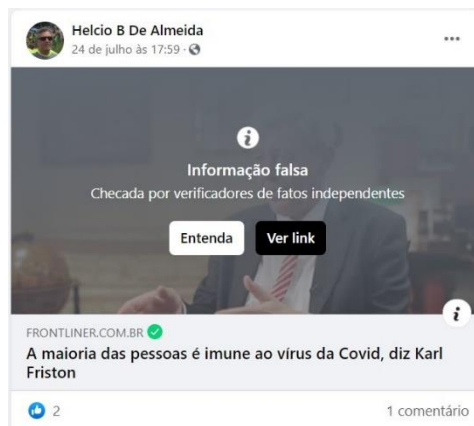 Helcio B De Almeida
24 de julho às 17:59 ·
Informação falsa
Checada por verificadores de fatos independentes
Entenda
Ver link
FRONTLINER.COM.BR
A maioria das pessoas é imune ao vírus da Covid, diz Karl
Friston
2
1 comentário